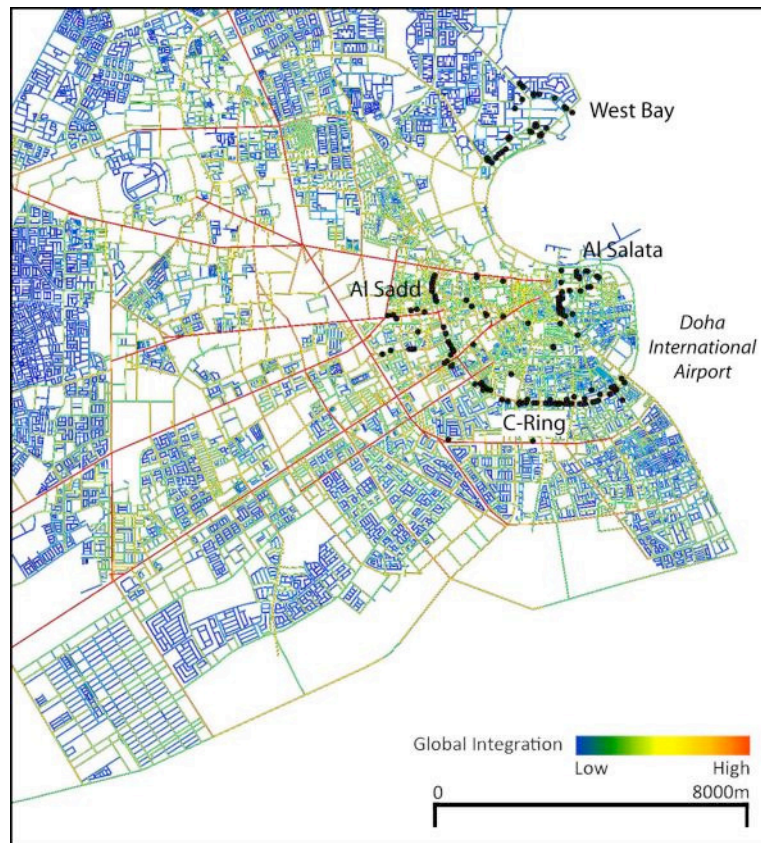 West Bay
Al Salata
Al Sadd
Doha
International
Airport
C-Ring
Global Integration
Low High
0 8000m